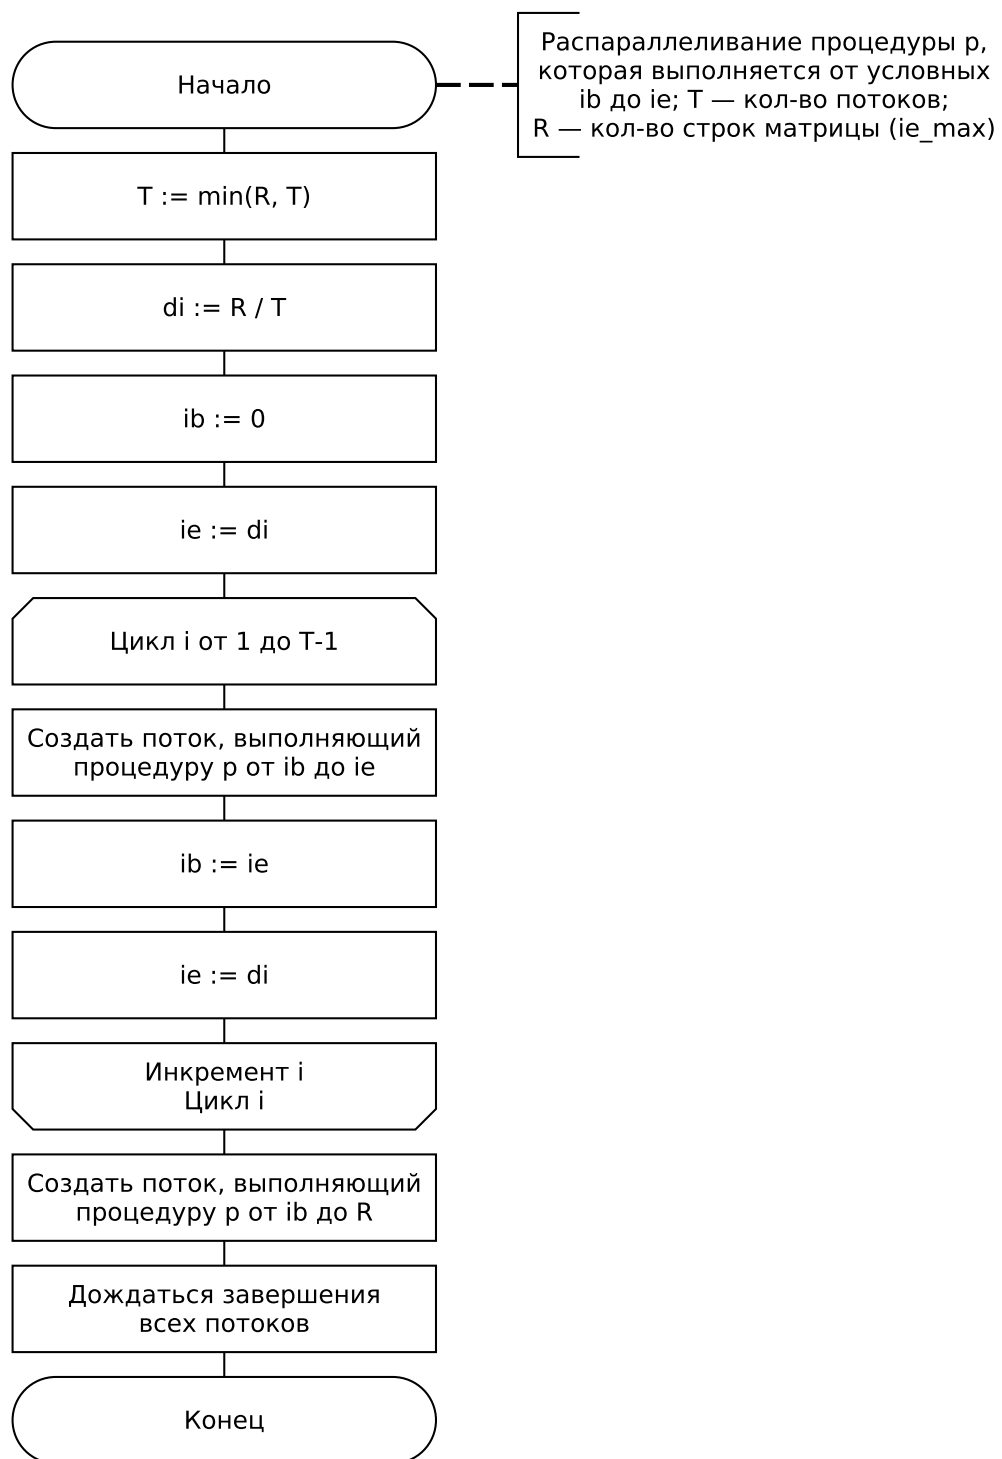 Начало
Распараллеливание процедуры p,
которая выполняется от условных
ib до ie; T — кол-во потоков;
R — кол-во строк матрицы (ie_max)
T := min(R, T)
di := R / T
ib := 0
ie := di
Цикл i от 1 до T-1
Создать поток, выполняющий
процедуру p от ib до ie
ib := ie
ie := di
Инкремент i
Цикл i
Создать поток, выполняющий
процедуру p от ib до R
Дождаться завершения
всех потоков
Конец